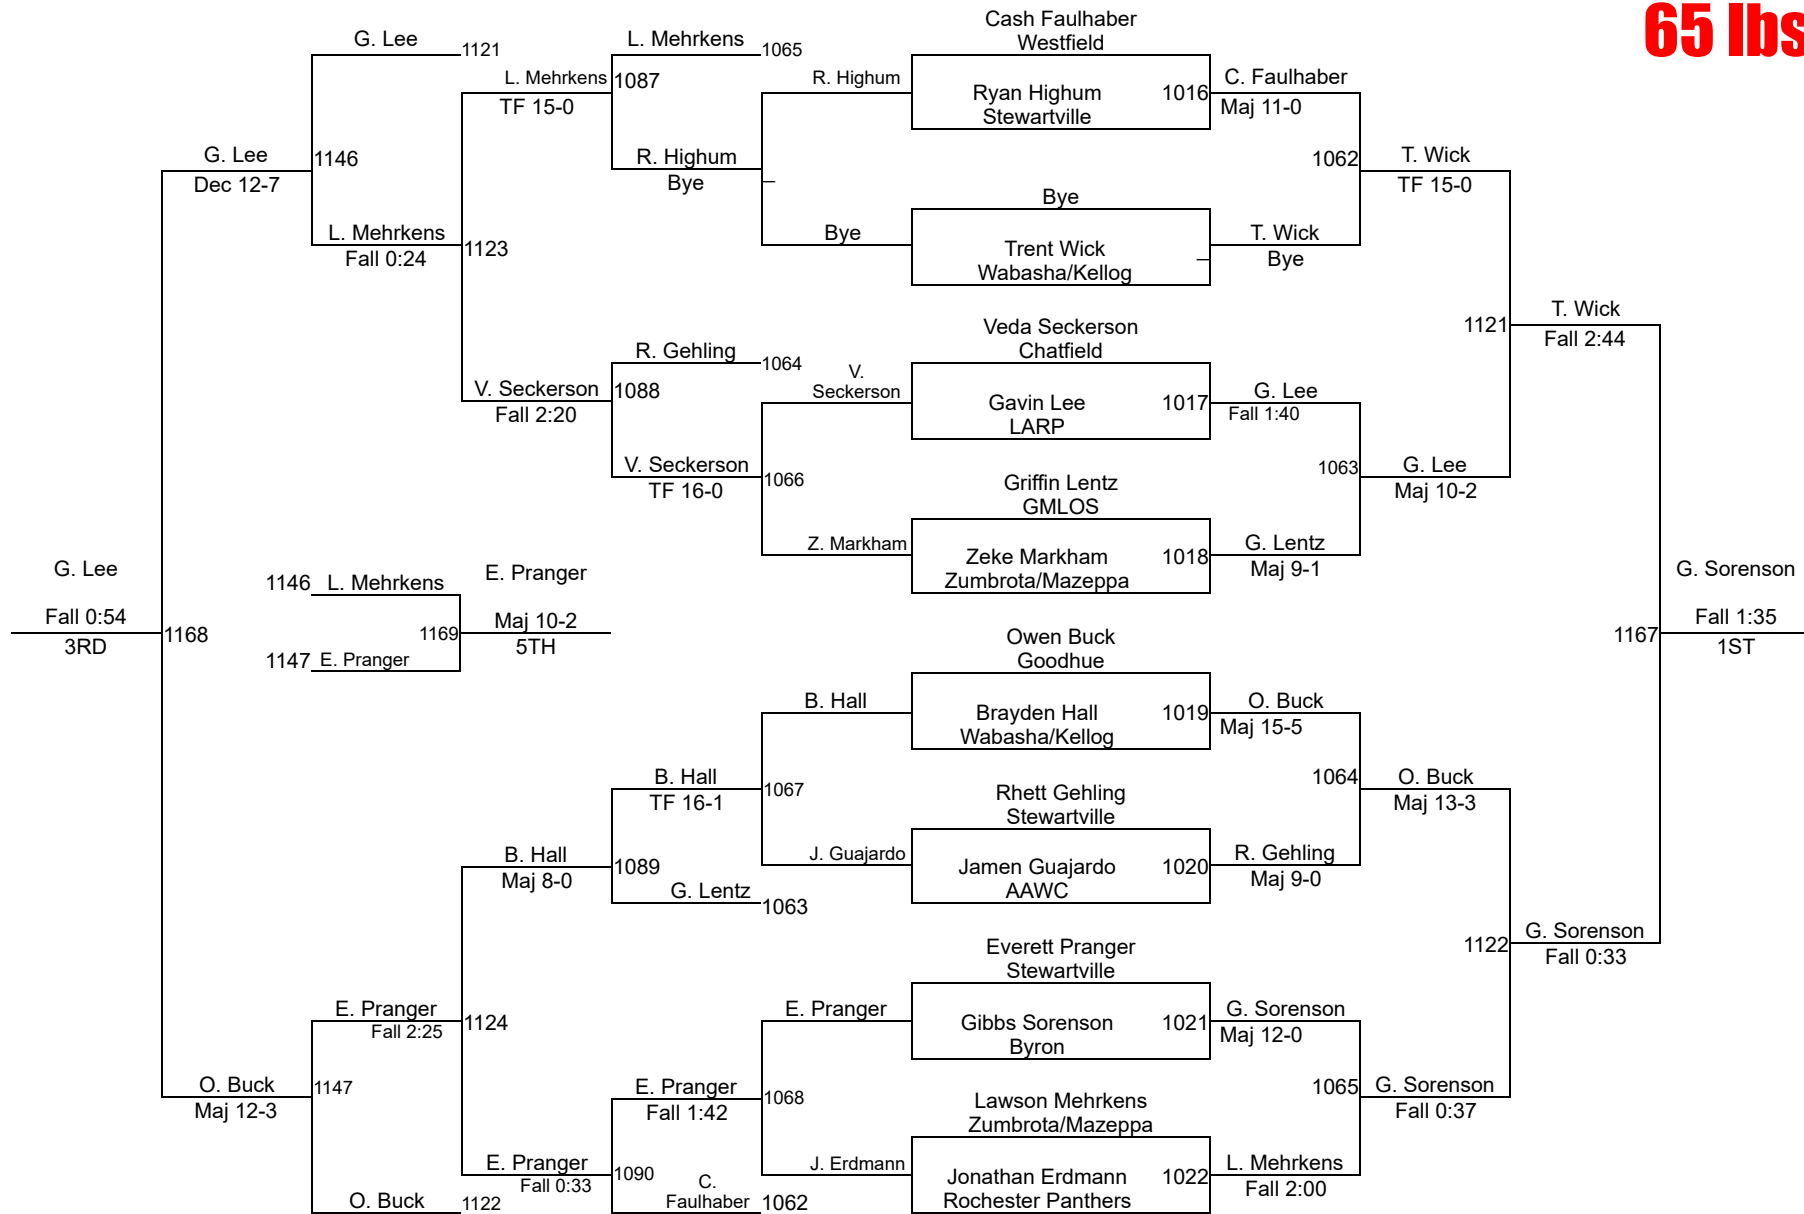 65 lbs
Cash Faulhaber
Westfield
G. Lee
1121
L. Mehrkens
1065
L. Mehrkens
1087
TF 15-0
R. Highum
Ryan Highum
Stewartville
1016
C. Faulhaber
Maj 11-0
G. Lee
1146
Dec 12-7
R. Highum
Bye
_
1062
T. Wick
TF 15-0
Bye
L. Mehrkens
1123
Fall 0:24
Bye
Trent Wick
Wabasha/Kellog
_
T. Wick
Bye
T. Wick
1121
Fall 2:44
Veda Seckerson
Chatfield
R. Gehling
1064
V. Seckerson
1088
Fall 2:20
V.
Seckerson
Gavin Lee
LARP
1017
G. Lee
Fall 1:40
V. Seckerson
1066
TF 16-0
1063
G. Lee
Maj 10-2
Griffin Lentz
GMLOS
Z. Markham
Zeke Markham
Zumbrota/Mazeppa
1018
G. Lentz
Maj 9-1
G. Lee
Fall 0:54
3RD
1168
1146
L. Mehrkens
E. Pranger
1169
Maj 10-2
5TH
1147
E. Pranger
G. Sorenson
1167
Fall 1:35
1ST
Owen Buck
Goodhue
B. Hall
Brayden Hall
Wabasha/Kellog
1019
O. Buck
Maj 15-5
B. Hall
1067
TF 16-1
1064
O. Buck
Maj 13-3
Rhett Gehling
Stewartville
B. Hall
1089
Maj 8-0
J. Guajardo
Jamen Guajardo
AAWC
1020
R. Gehling
Maj 9-0
G. Lentz
1063
Everett Pranger
Stewartville
1122
G. Sorenson
Fall 0:33
E. Pranger
1124
Fall 2:25
E. Pranger
Gibbs Sorenson
Byron
1021
G. Sorenson
Maj 12-0
O. Buck
1147
Maj 12-3
E. Pranger
1068
Fall 1:42
1065
G. Sorenson
Fall 0:37
Lawson Mehrkens
Zumbrota/Mazeppa
E. Pranger
1090
Fall 0:33
J. Erdmann
Jonathan Erdmann
Rochester Panthers
1022
L. Mehrkens
Fall 2:00
O. Buck
1122
C.
Faulhaber
1062